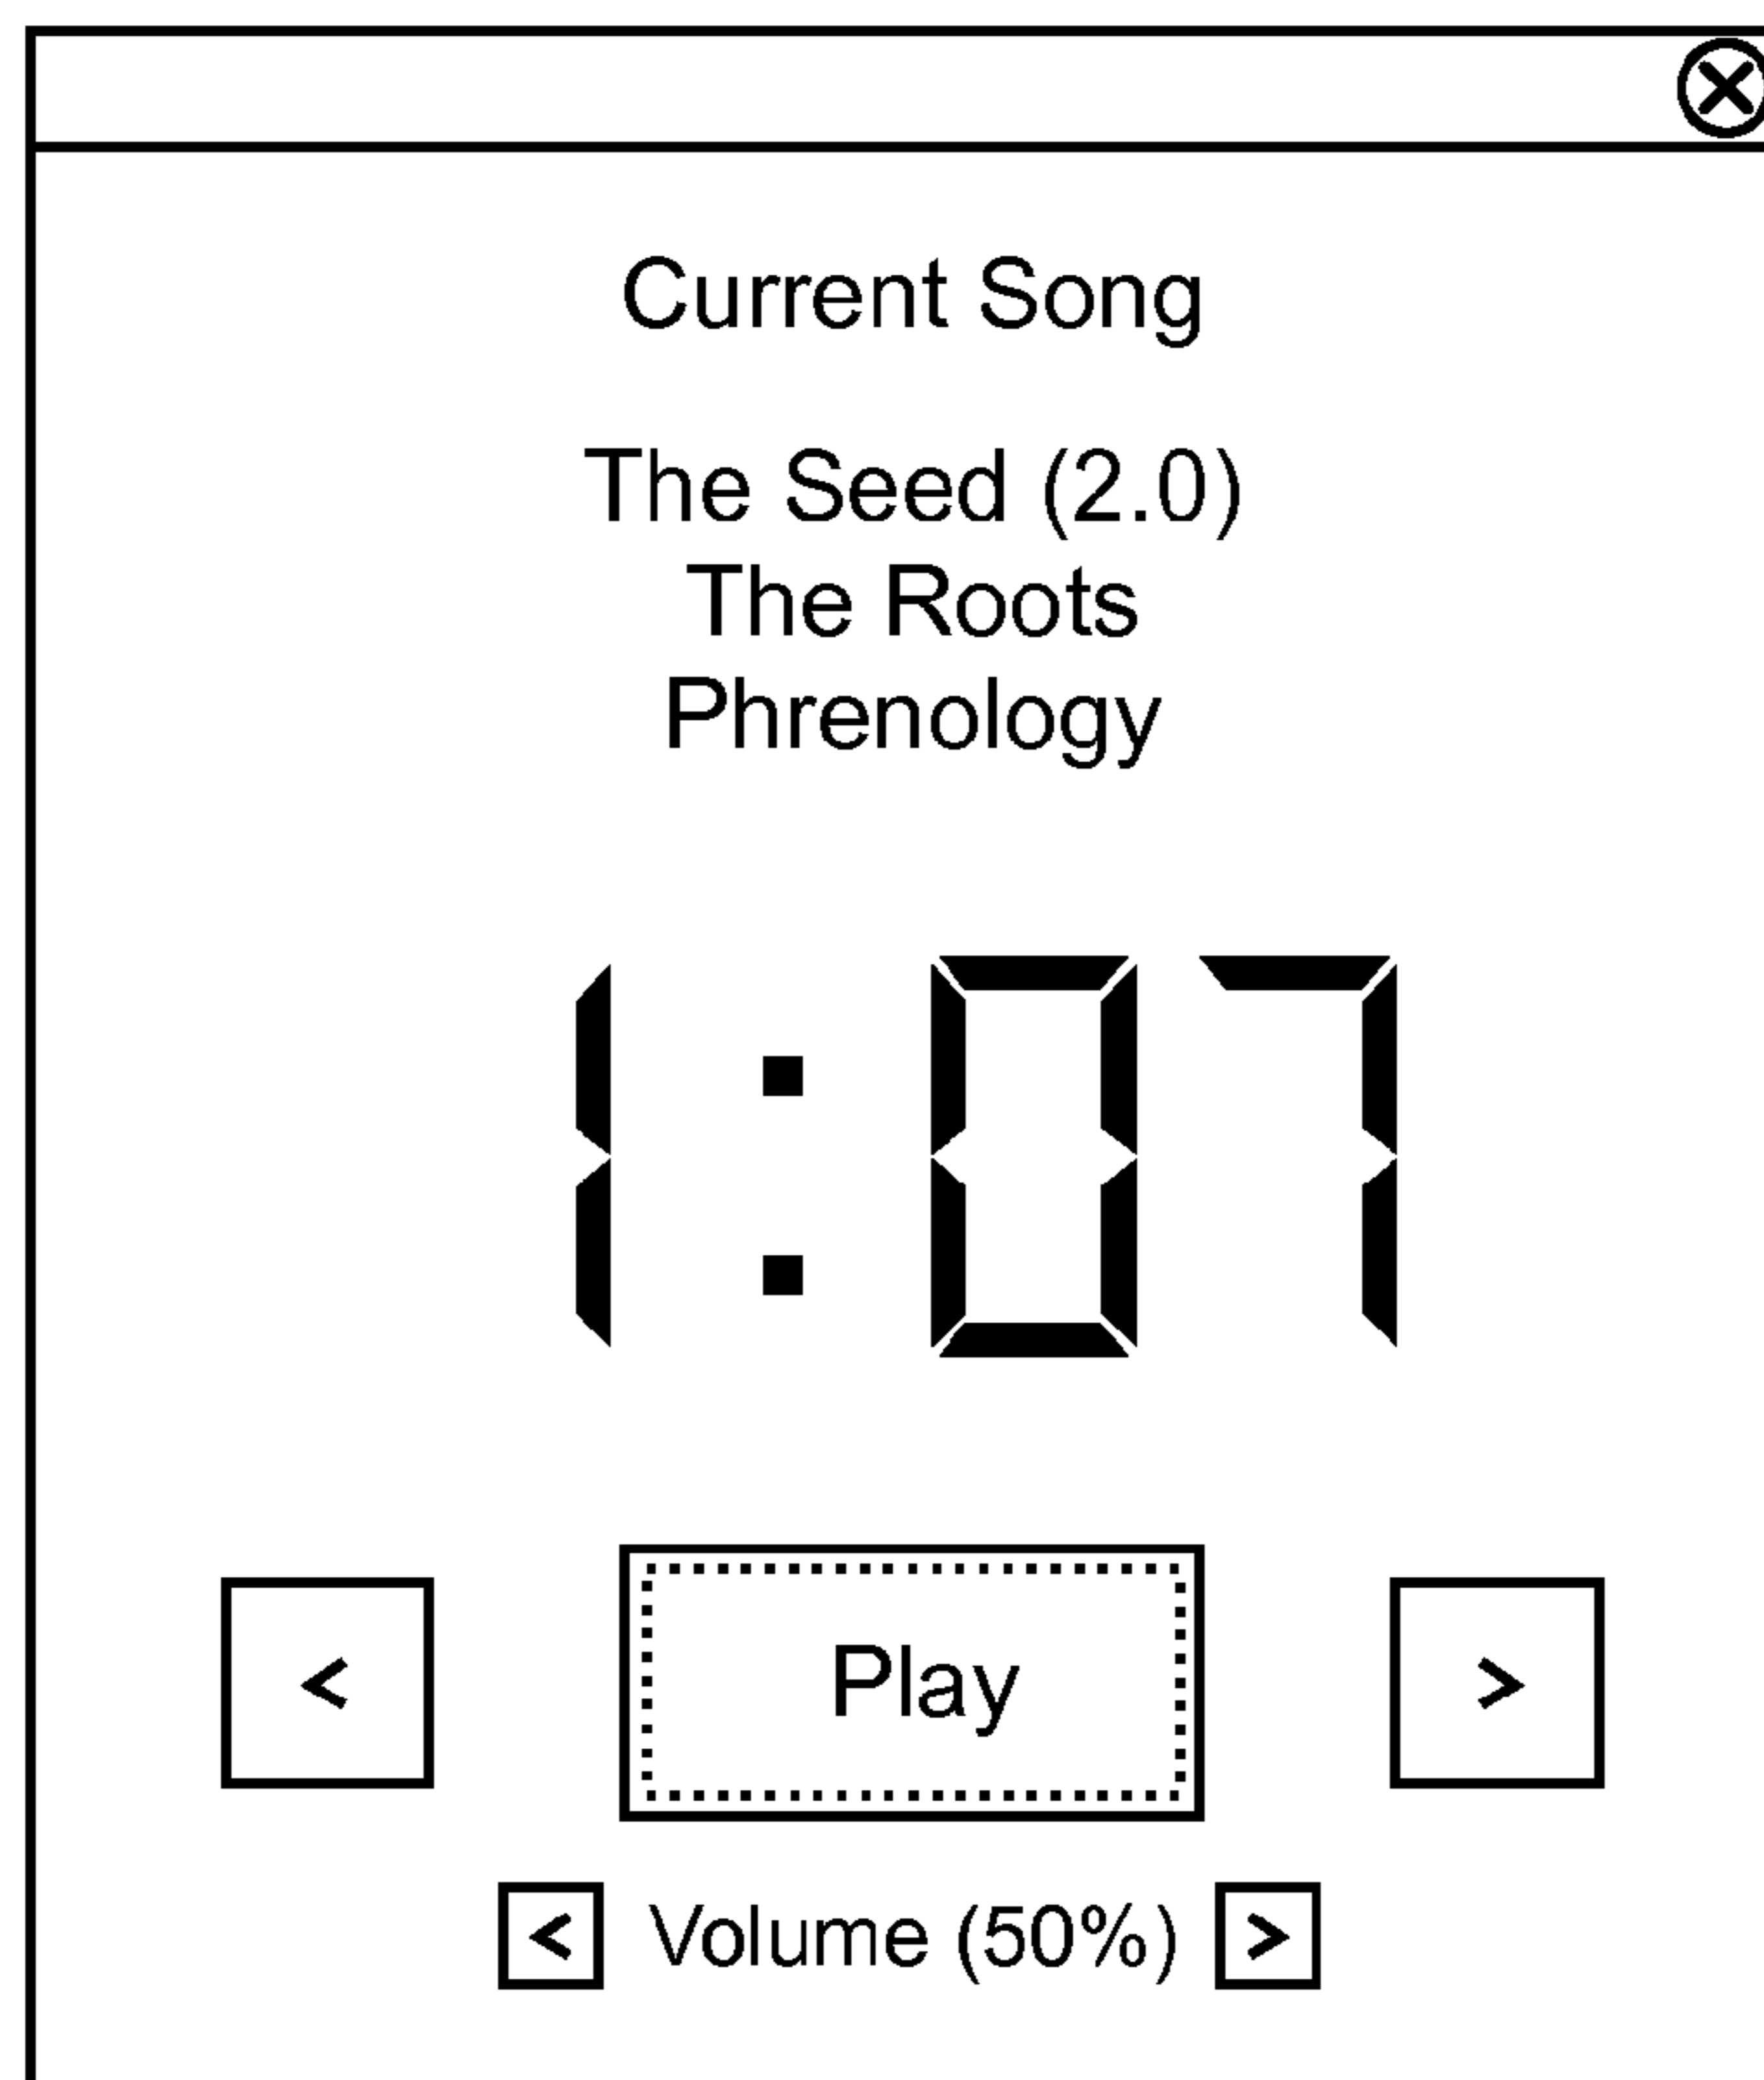 Current Song
The Seed (2.0)
The Roots
Phrenology
1:07
< Play >
< Volume (50%) >